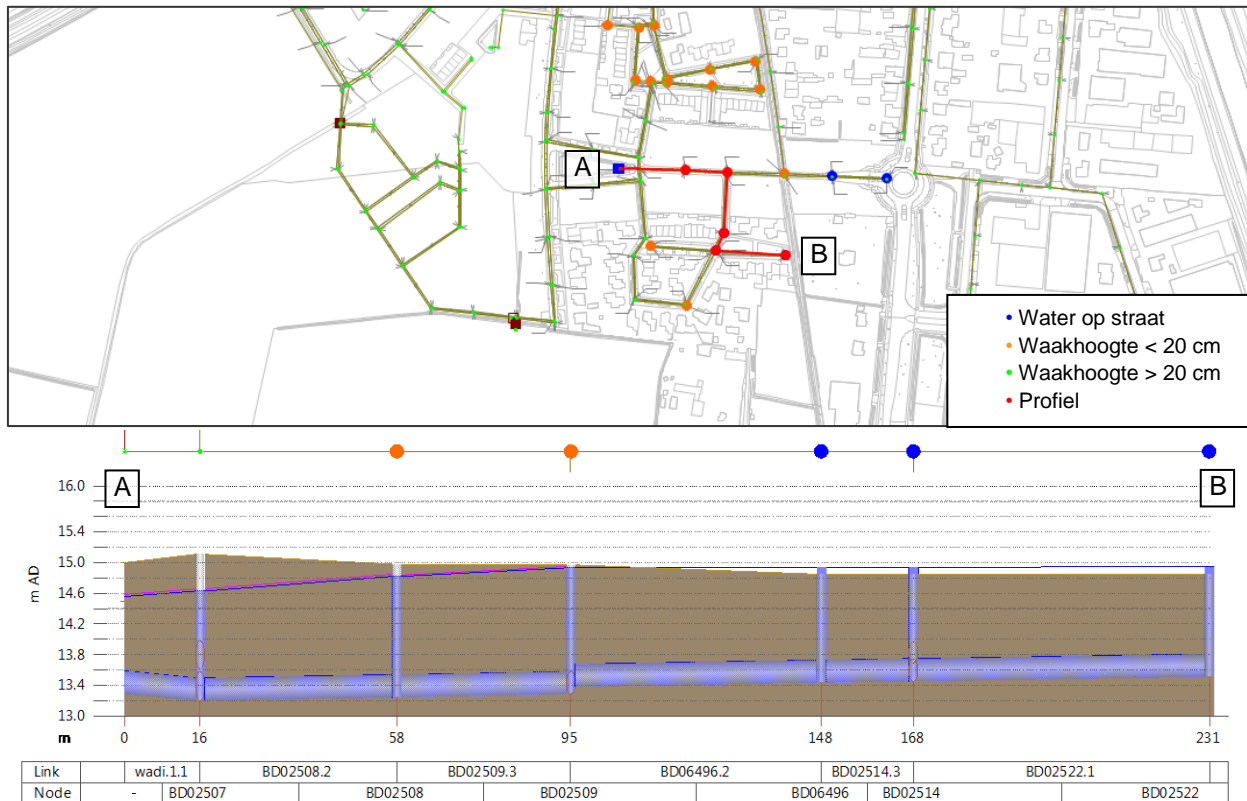 A
B
Water op straat
Waakhoogte < 20 cm
Waakhoogte > 20 cm
Profiel
A
B
16.0
15.4
15.0
14.6
14.2
13.8
13.4
13.0
m AD
m 0 16 58 95 148 168 231
Link wadi.1.1 BD02508.2 BD02509.3 BD06496.2 BD02514.3 BD02522.1
Node - BD02507 BD02508 BD02509 BD06496 BD02514 BD02522